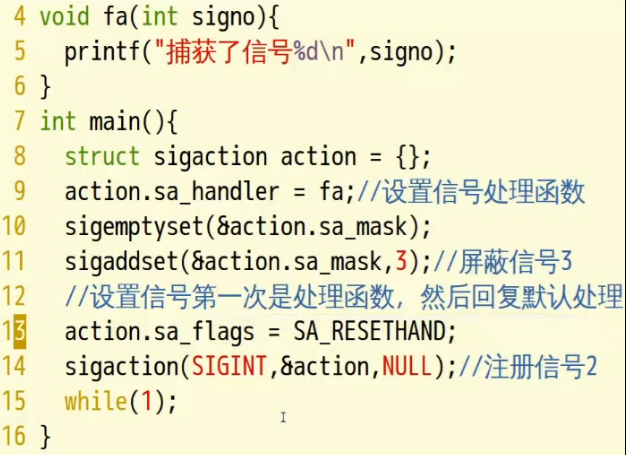 4 void fa(int signo){
5   printf("捕获了信号%d\n",signo);
6 }
7 int main(){
8   struct sigaction action = {};
9   action.sa_handler = fa;//设置信号处理函数
10   sigemptyset(&action.sa_mask);
11   sigaddset(&action.sa_mask,3);//屏蔽信号3
12   //设置信号第一次是处理函数，然后回复默认处理
13   action.sa_flags = SA_RESETHAND;
14   sigaction(SIGINT,&action,NULL);//注册信号2
15   while(1);
16 }